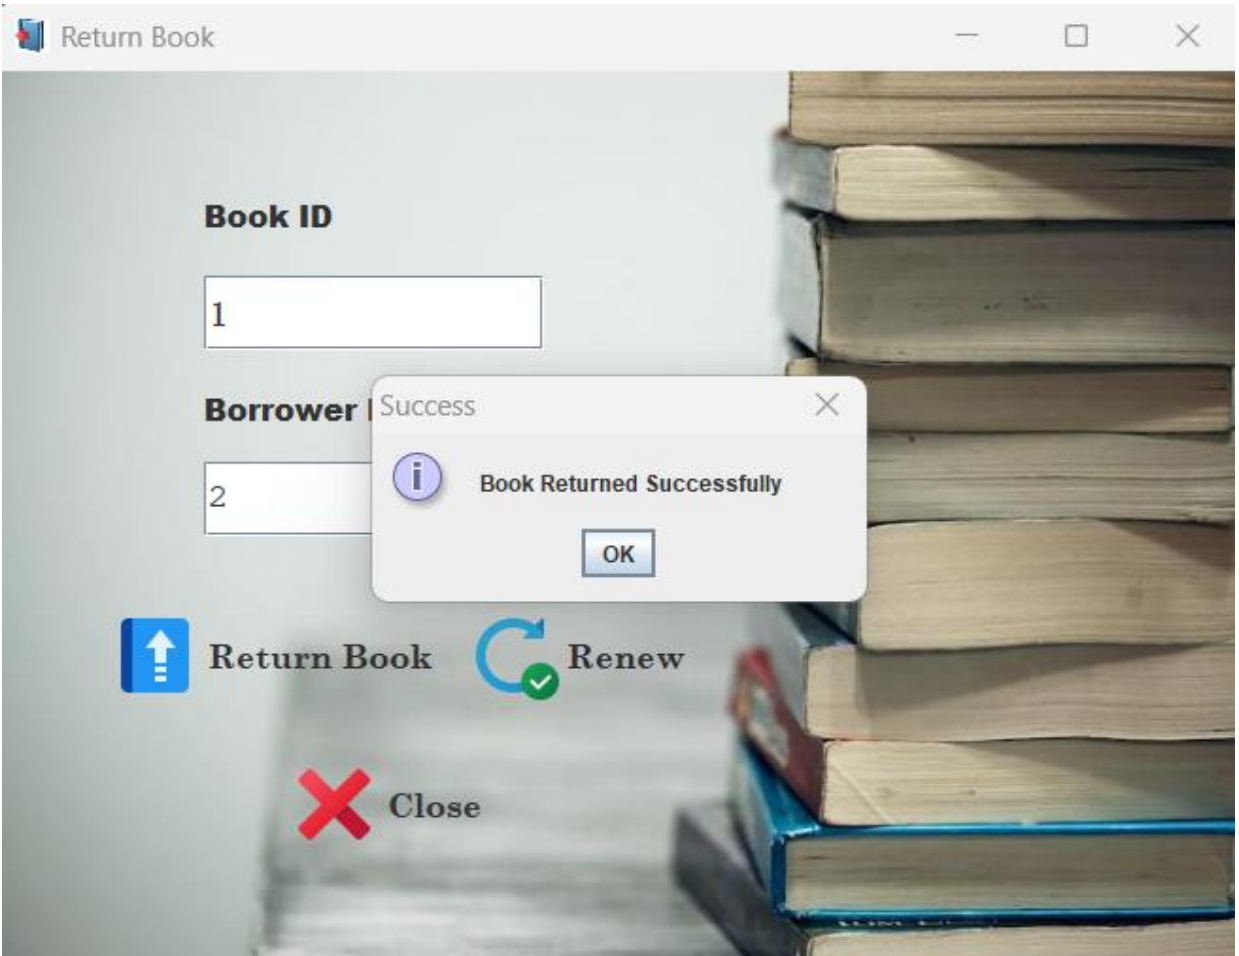 Return Book
Book ID
1
Borrower
Success
2
Book Returned Successfully
OK
Return Book
Renew
Close